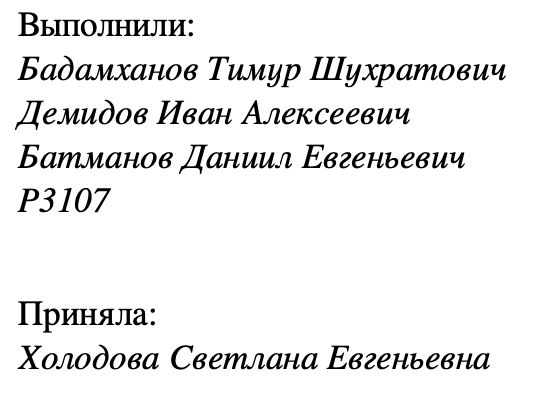 Выполнили:
Бадамханов Тимур Шухратович
Демидов Иван Алексеевич
Батманов Даниил Евгеньевич
P3107
Приняла:
Холодова Светлана Евгеньевна